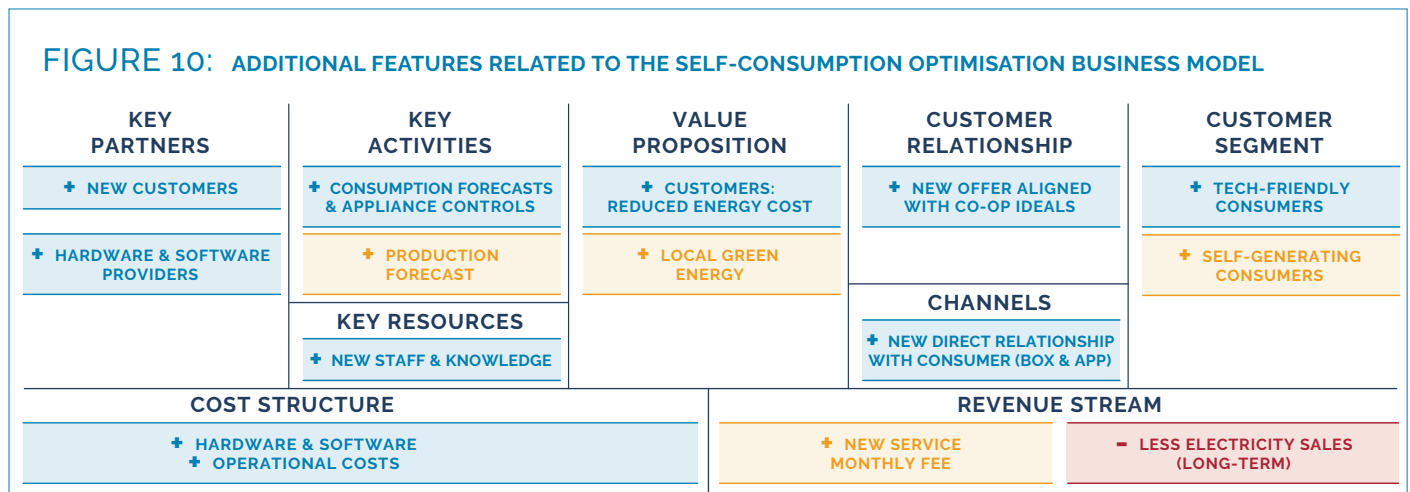 FIGURE 10: ADDITIONAL FEATURES RELATED TO THE SELF-CONSUMPTION OPTIMISATION BUSINESS MODEL
KEY
PARTNERS
+ NEW CUSTOMERS
+ HARDWARE & SOFTWARE
PROVIDERS
KEY
ACTIVITIES
+ CONSUMPTION FORECASTS
& APPLIANCE CONTROLS
+ PRODUCTION
FORECAST
KEY RESOURCES
+ NEW STAFF & KNOWLEDGE
VALUE
PROPOSITION
+ CUSTOMERS:
REDUCED ENERGY COST
+ LOCAL GREEN
ENERGY
CUSTOMER
RELATIONSHIP
+ NEW OFFER ALIGNED
WITH CO-OP IDEALS
CHANNELS
+ NEW DIRECT RELATIONSHIP
WITH CONSUMER (BOX & APP)
CUSTOMER
SEGMENT
+ TECH-FRIENDLY
CONSUMERS
+ SELF-GENERATING
CONSUMERS
COST STRUCTURE
+ HARDWARE & SOFTWARE
+ OPERATIONAL COSTS
REVENUE STREAM
+ NEW SERVICE
MONTHLY FEE
- LESS ELECTRICITY SALES
(LONG-TERM)